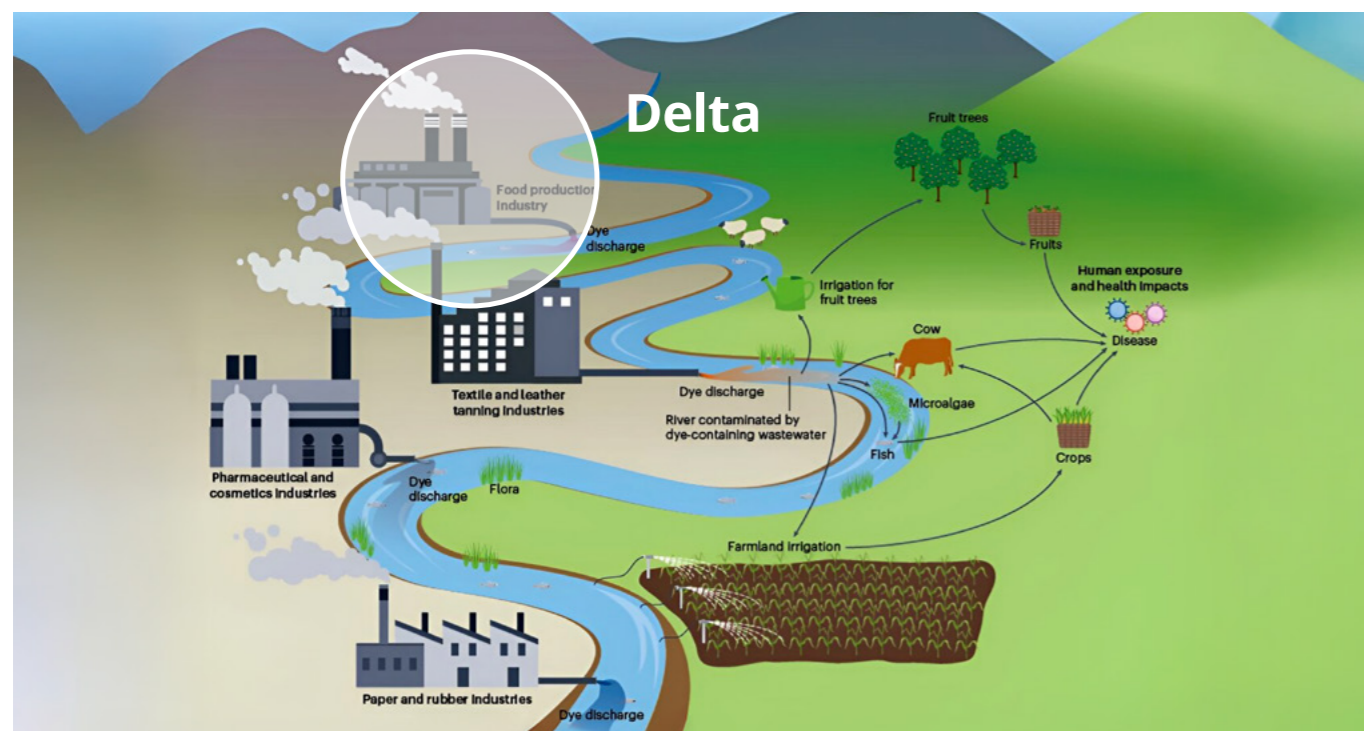 Delta
Fruit trees
Food production
Industry
Dye
discharge
Fruits
Human exposure
and health impacts
Disease
Irrigation for
fruit trees
Cow
Textile and leather
tanning industries
Dye discharge
River contaminated by
dye-containing wastewater
Microalgae
Fish
Crops
Pharmaceutical and
cosmetics industries
Dye
discharge
Flora
Farmland irrigation
Paper and rubber industries
Dye discharge